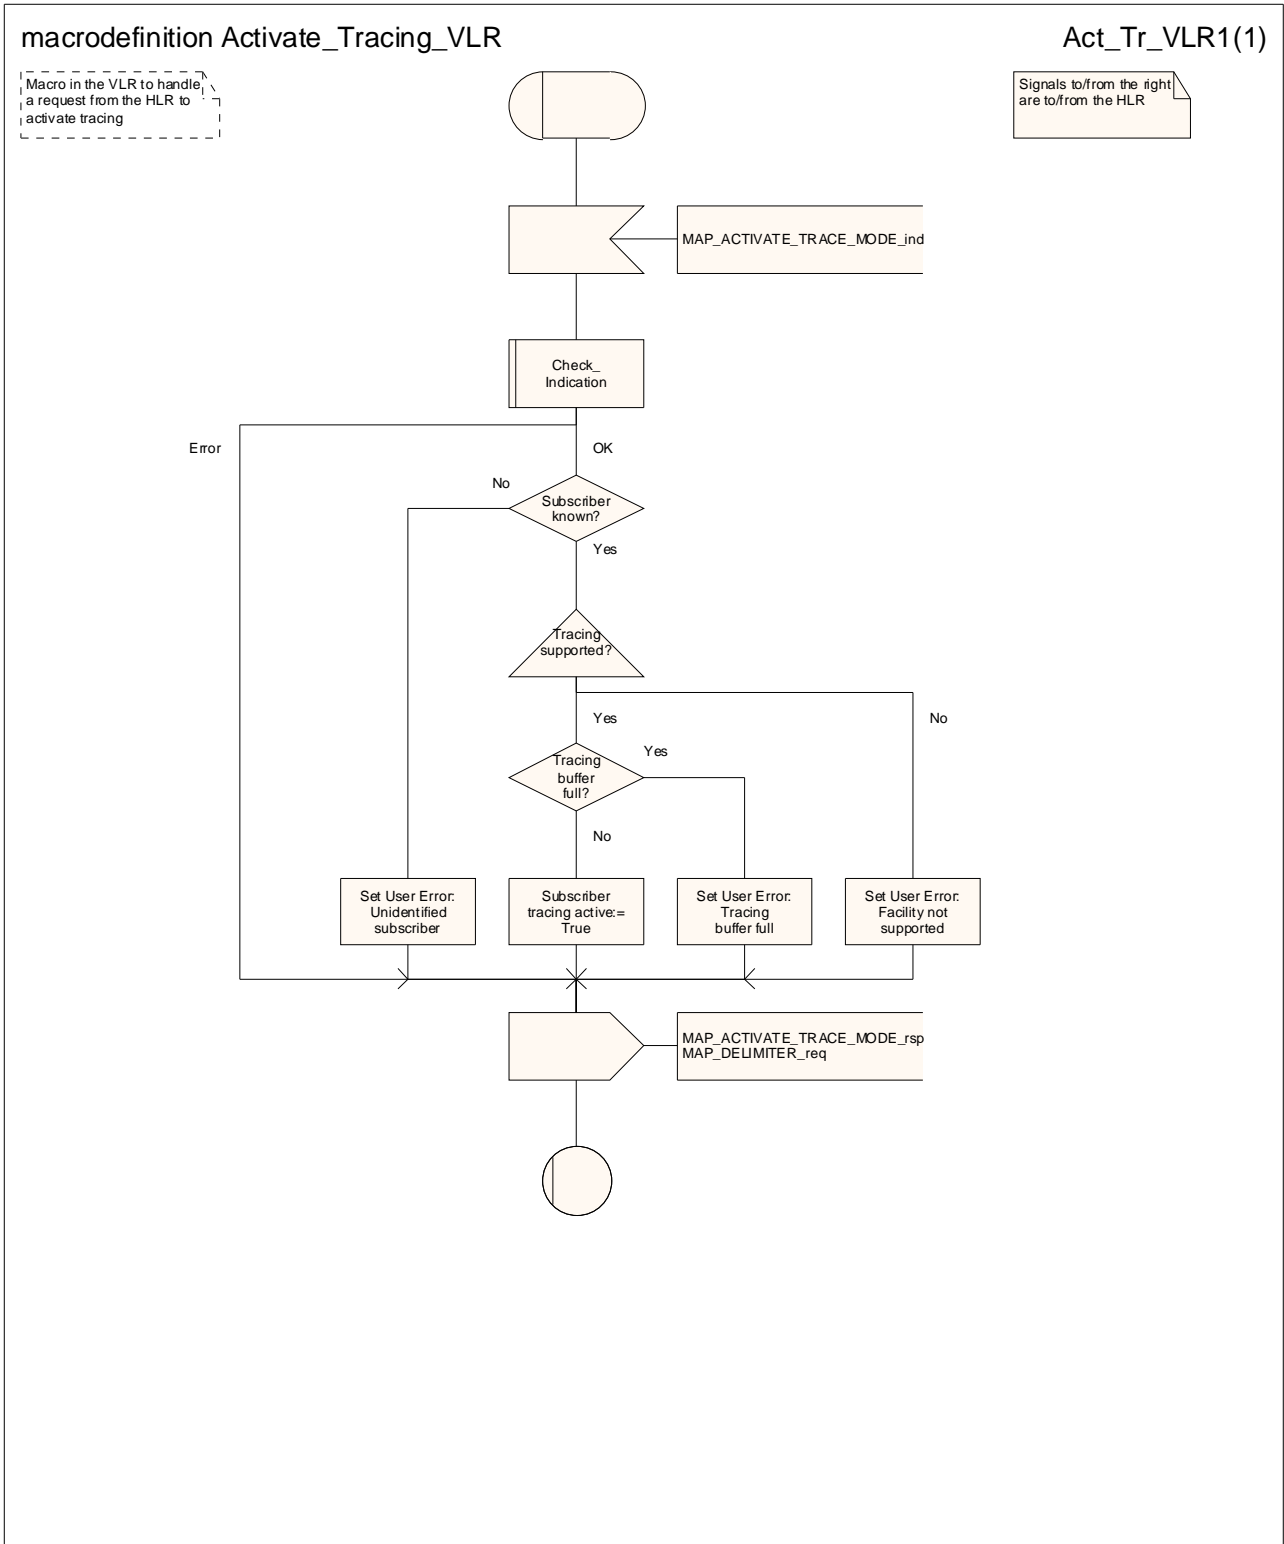 macrodefinition Activate_Tracing_VLR
Act_Tr_VLR1(1)
Macro in the VLR to handle
a request from the HLR to
activate tracing
Signals to/from the right
are to/from the HLR
MAP_ACTIVATE_TRACE_MODE_ind
Check_
Indication
Error
OK
No
Subscriber
known?
Yes
Tracing
supported?
Yes
No
Yes
Tracing
buffer
full?
No
Set User Error:
Unidentified
subscriber
Subscriber
tracing active:=
True
Set User Error:
Tracing
buffer full
Set User Error:
Facility not
supported
MAP_ACTIVATE_TRACE_MODE_rsp
MAP_DELIMITER_req